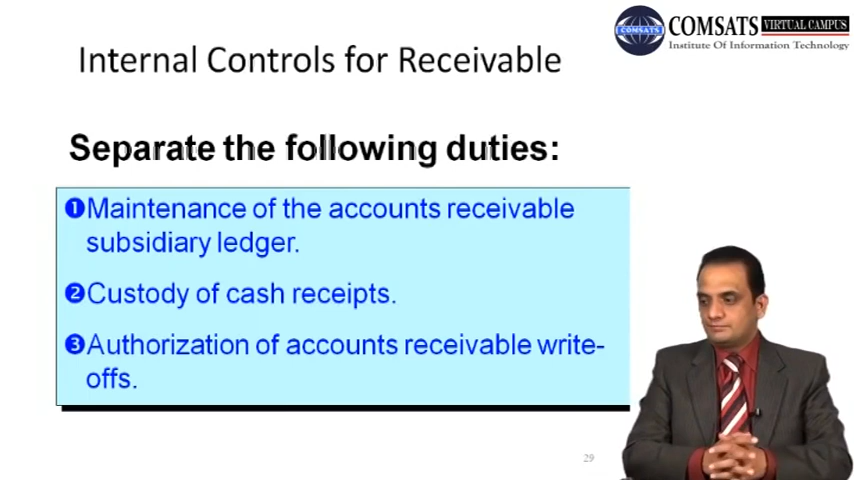 COMSATS VIRTUAL CAMPUS
COMSATS
Institute Of Information Technology
Internal Controls for Receivable
Separate the following duties:
❶Maintenance of the accounts receivable
subsidiary ledger.
❷Custody of cash receipts.
❸Authorization of accounts receivable write-
offs.
29